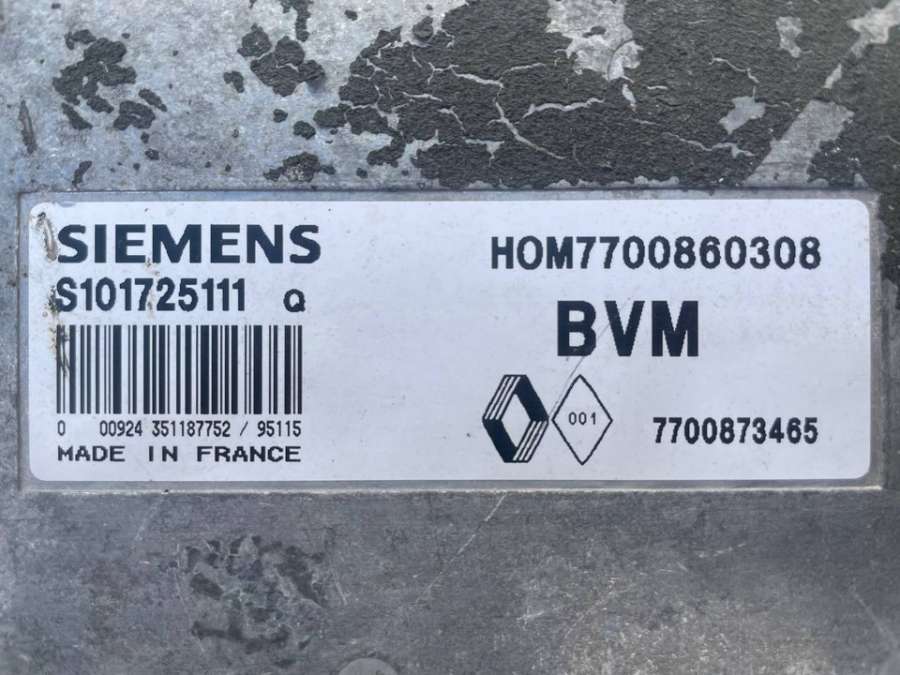 SIEMENS
S101725111 Q
0 00924 351187752 / 95115
MADE IN FRANCE
HOM7700860308
BVM
001
7700873465